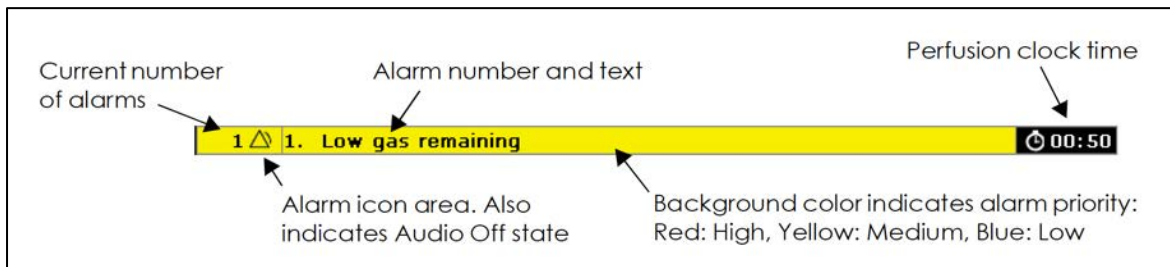 Perfusion clock time
Current number
of alarms
Alarm number and text
1 1. Low gas remaining 00:50
Alarm icon area. Also
indicates Audio Off state
Background color indicates alarm priority:
Red: High, Yellow: Medium, Blue: Low